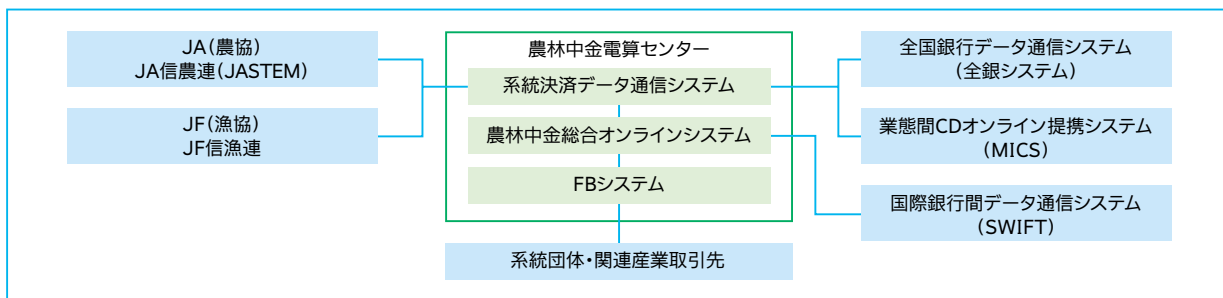 JA(農協)
JA信農連(JASTEM)
JF(漁協)
JF信漁連
農林中金電算センター
系統決済データ通信システム
農林中金総合オンラインシステム
FBシステム
系統団体・関連産業取引先
全国銀行データ通信システム
(全銀システム)
業態間CDオンライン提携システム
(MICS)
国際銀行間データ通信システム
(SWIFT)